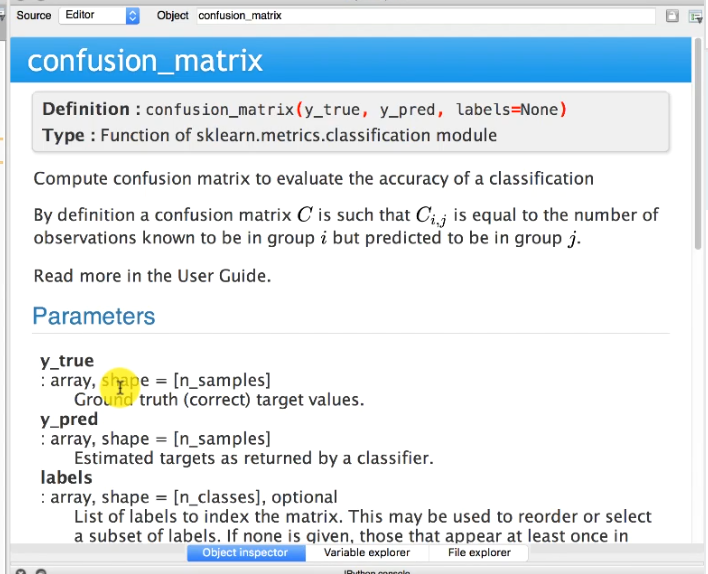 Source Editor Object confusion_matrix
confusion_matrix
Definition : confusion_matrix(y_true, y_pred, labels=None)
Type : Function of sklearn.metrics.classification module
Compute confusion matrix to evaluate the accuracy of a classification
By definition a confusion matrix C is such that C_{i,j} is equal to the number of
observations known to be in group i but predicted to be in group j.
Read more in the User Guide.
Parameters
y_true
: array, shape = [n_samples]
Ground truth (correct) target values.
y_pred
: array, shape = [n_samples]
Estimated targets as returned by a classifier.
labels
: array, shape = [n_classes], optional
List of labels to index the matrix. This may be used to reorder or select
a subset of labels. If none is given, those that appear at least once in
Object inspector Variable explorer File explorer
IPython console